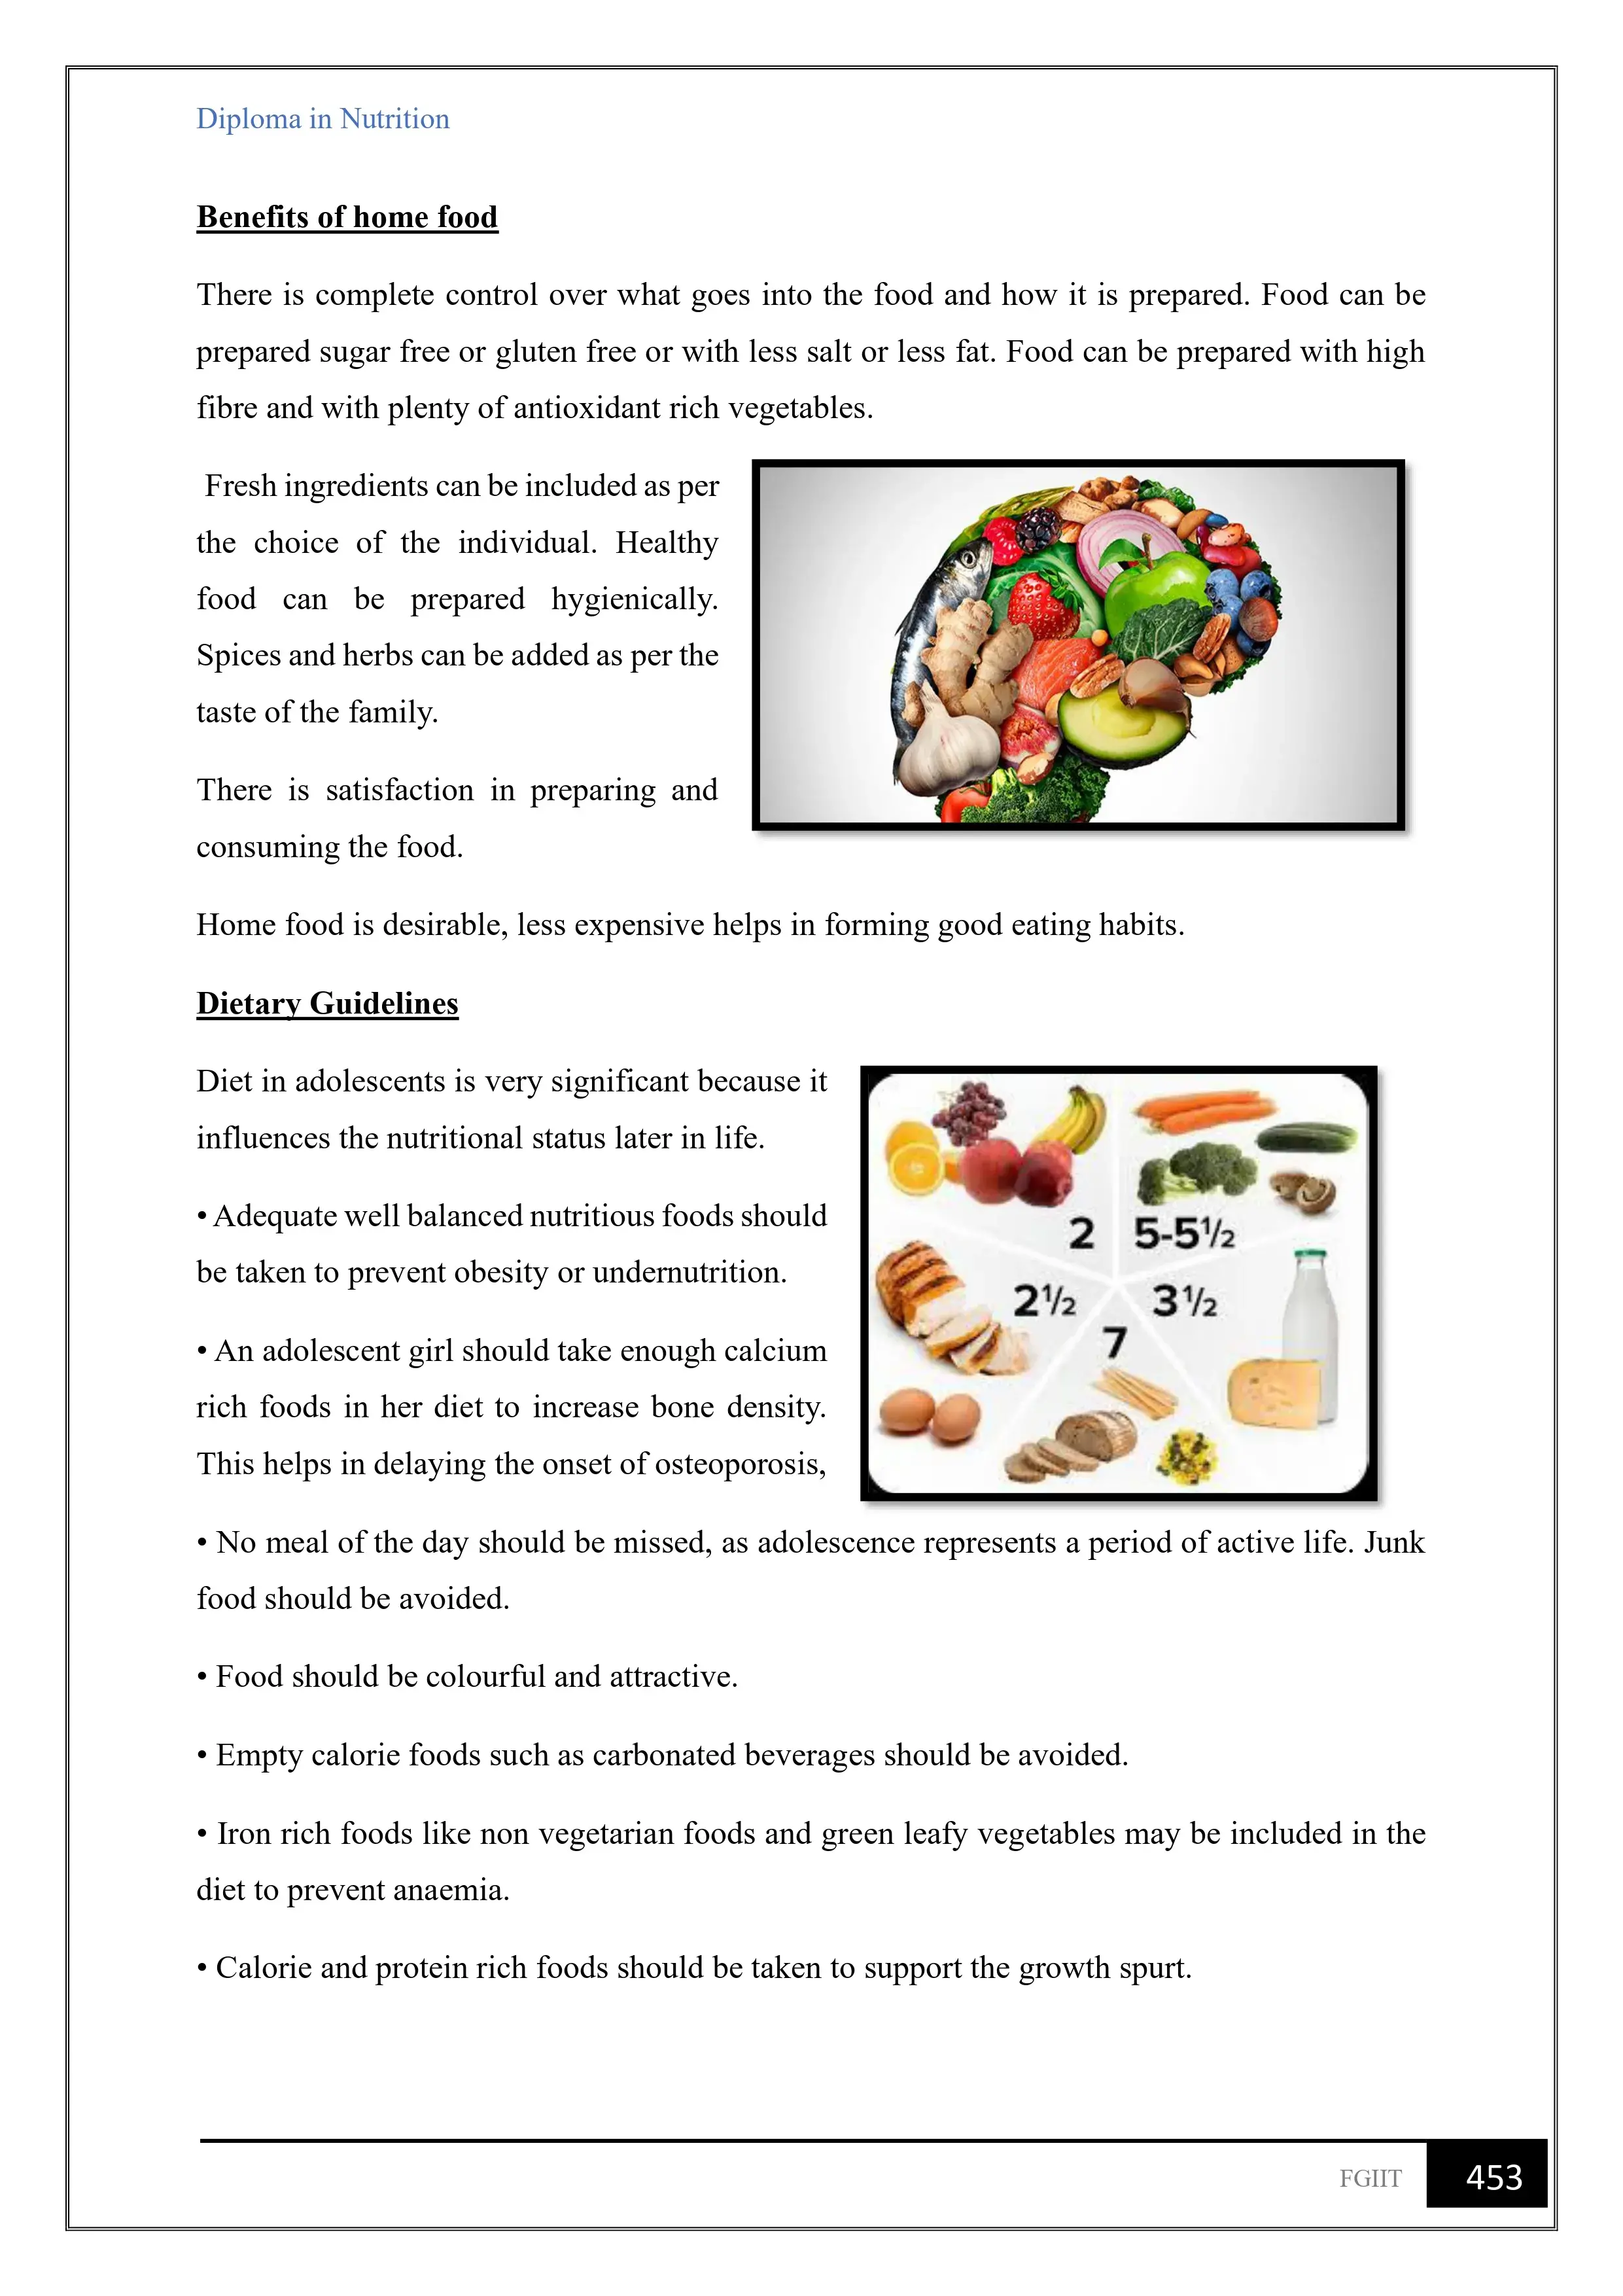 Diploma in Nutrition
Benefits of home food
There is complete control over what goes into the food and how it is prepared. Food can be
prepared sugar free or gluten free or with less salt or less fat. Food can be prepared with high
fibre and with plenty of antioxidant rich vegetables.
Fresh ingredients can be included as per
the choice of the individual. Healthy
food can be prepared hygienically.
Spices and herbs can be added as per the
taste of the family.
There is satisfaction in preparing and
consuming the food.
Home food is desirable, less expensive helps in forming good eating habits.
Dietary Guidelines
Diet in adolescents is very significant because it
influences the nutritional status later in life.
• Adequate well balanced nutritious foods should
be taken to prevent obesity or undernutrition.
• An adolescent girl should take enough calcium
rich foods in her diet to increase bone density.
This helps in delaying the onset of osteoporosis,
2 5-5½
2½ 3½
7
• No meal of the day should be missed, as adolescence represents a period of active life. Junk
food should be avoided.
• Food should be colourful and attractive.
• Empty calorie foods such as carbonated beverages should be avoided.
• Iron rich foods like non vegetarian foods and green leafy vegetables may be included in the
diet to prevent anaemia.
• Calorie and protein rich foods should be taken to support the growth spurt.
FGIIT 453